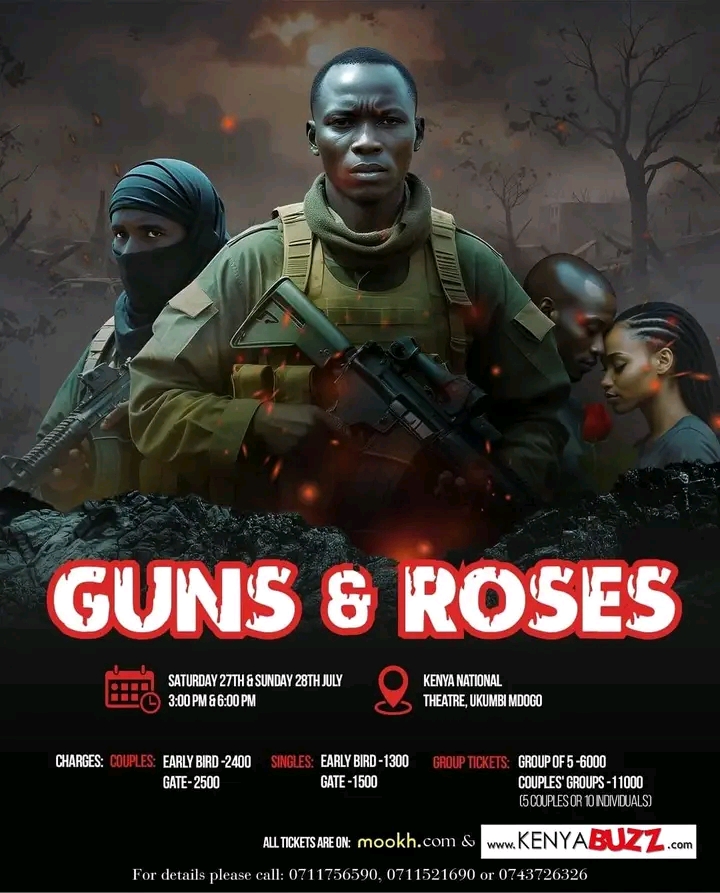 GUNS & ROSES
SATURDAY 27TH & SUNDAY 28TH JULY
3:00 PM & 6:00 PM
KENYA NATIONAL
THEATRE, UKUMBI MDOGO
CHARGES: COUPLES: EARLY BIRD -2400
GATE- 2500
SINGLES: EARLY BIRD -1300
GATE -1500
GROUP TICKETS: GROUP OF 5 -6000
COUPLES' GROUPS -11000
(5 COUPLES OR 10 INDIVIDUALS)
ALL TICKETS ARE ON: mookh.com & www.KENYABUZZ.com
For details please call: 0711756590, 0711521690 or 0743726326